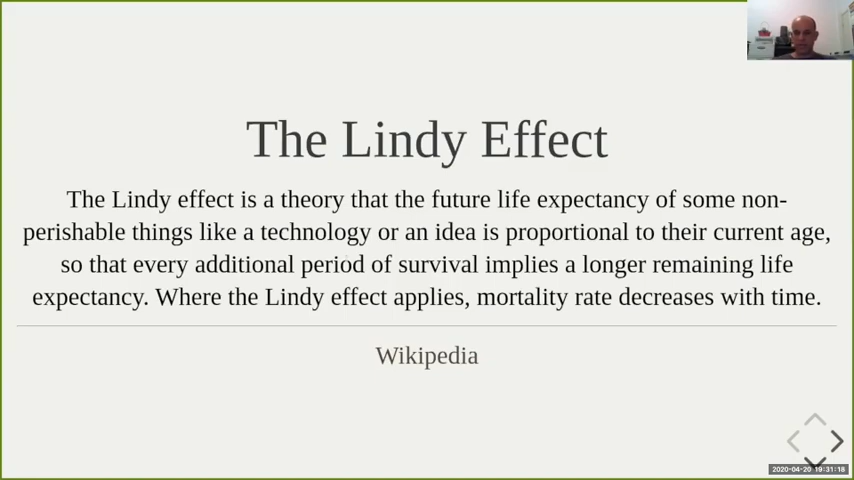 The Lindy Effect
The Lindy effect is a theory that the future life expectancy of some non-
perishable things like a technology or an idea is proportional to their current age,
so that every additional period of survival implies a longer remaining life
expectancy. Where the Lindy effect applies, mortality rate decreases with time.
Wikipedia
2020-04-20 19:31:18